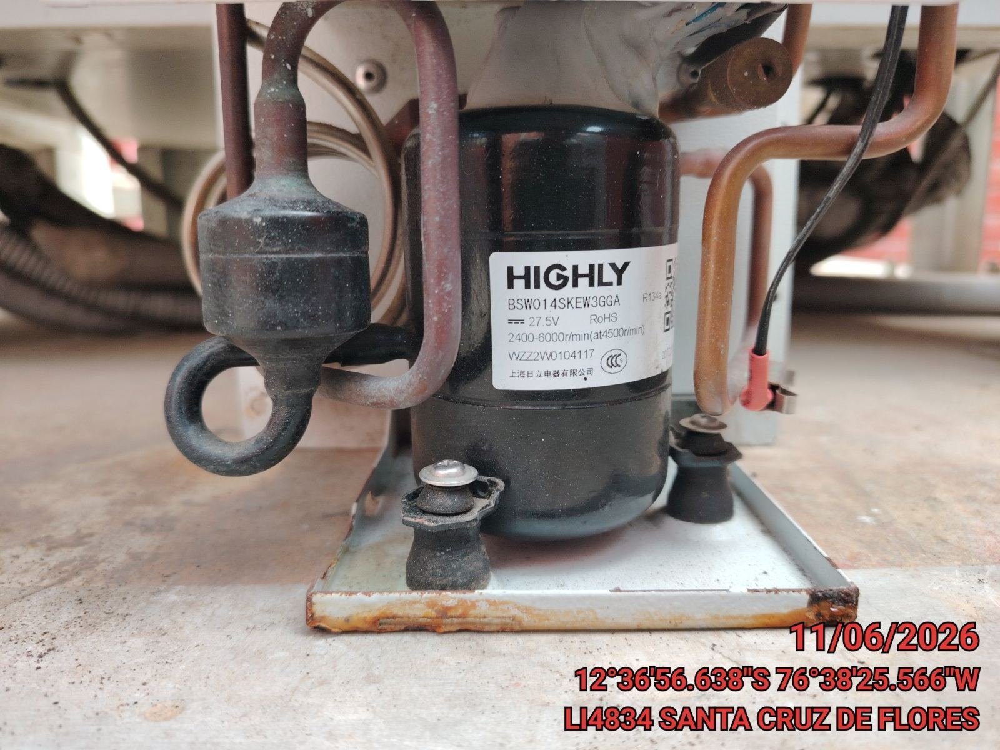 HIGHLY
BSW014SKEW3GGA
R134a
27.5V RoHS
2400-6000r/min(at4500r/min)
WZZ2W0104117
CCC S
上海日立电器有限公司
11/06/2026
12°36'56.638"S 76°38'25.566"W
LI4834 SANTA CRUZ DE FLORES